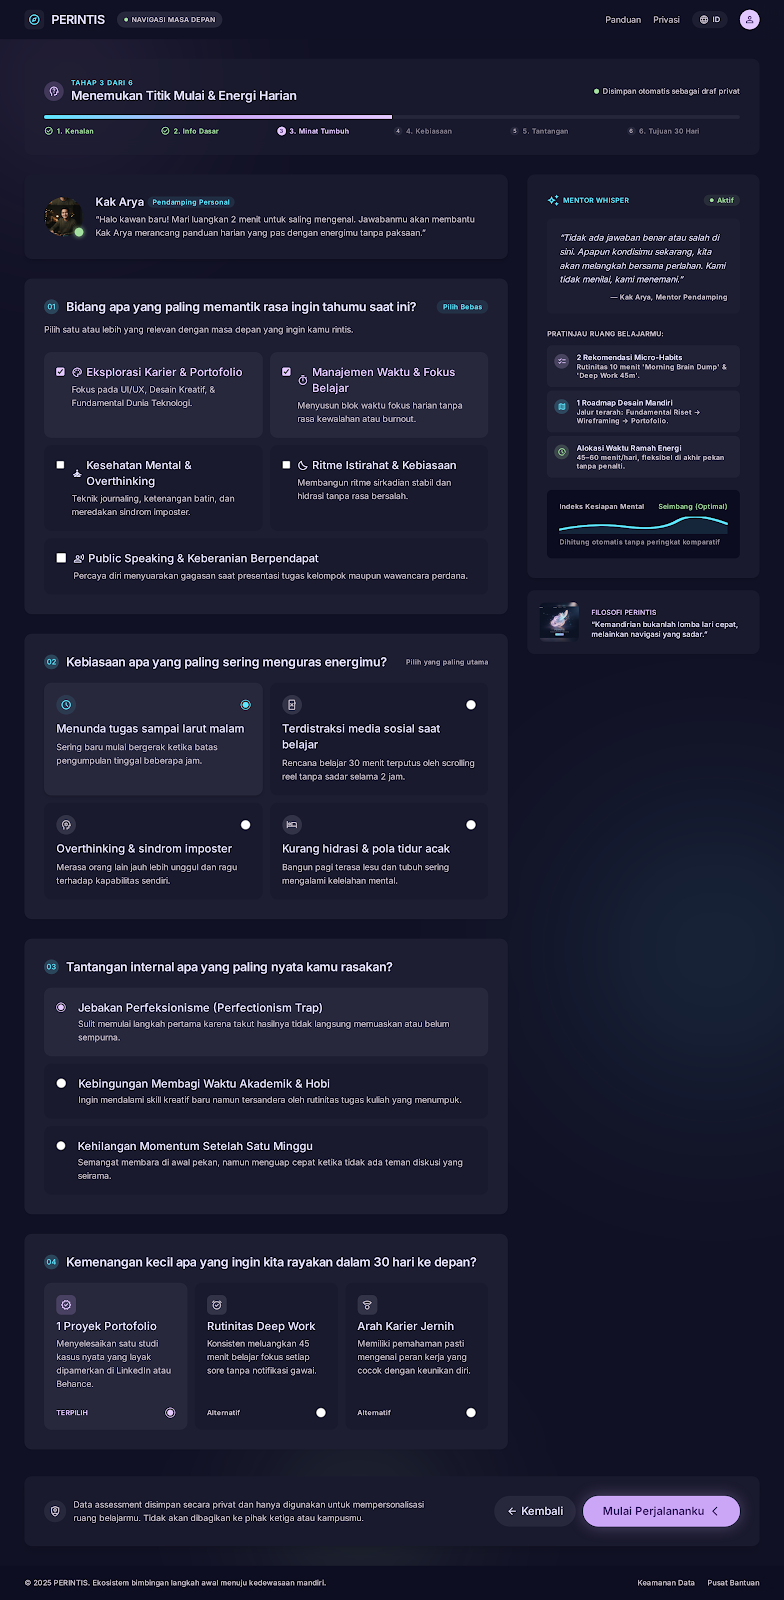 PERINTIS
NAVIGASI MASA DEPAN
Panduan
Privasi
ID
TAHAP 3 DARI 6
Menemukan Titik Mulai & Energi Harian
Disimpan otomatis sebagai draf privat
1. Kenalan
2. Info Dasar
3 3. Minat Tumbuh
4 4. Kebiasaan
5 5. Tantangan
6 6. Tujuan 30 Hari
Kak Arya
Pendamping Personal
"Halo kawan baru! Mari luangkan 2 menit untuk saling mengenal. Jawabanmu akan membantu
Kak Arya merancang panduan harian yang pas dengan energimu tanpa paksaan."
01
Bidang apa yang paling memantik rasa ingin tahumu saat ini?
Pilih Bebas
Pilih satu atau lebih yang relevan dengan masa depan yang ingin kamu rintis.
Eksplorasi Karier & Portofolio
Fokus pada UI/UX, Desain Kreatif, &
Fundamental Dunia Teknologi.
Manajemen Waktu & Fokus
Belajar
Menyusun blok waktu fokus harian tanpa
rasa kewalahan atau burnout.
Kesehatan Mental &
Overthinking
Teknik journaling, ketenangan batin, dan
meredakan sindrom imposter.
Ritme Istirahat & Kebiasaan
Membangun ritme sirkadian stabil dan
hidrasi tanpa rasa bersalah.
Public Speaking & Keberanian Berpendapat
Percaya diri menyuarakan gagasan saat presentasi tugas kelompok maupun wawancara perdana.
02
Kebiasaan apa yang paling sering menguras energimu?
Pilih yang paling utama
Menunda tugas sampai larut malam
Sering baru mulai bergerak ketika batas
pengumpulan tinggal beberapa jam.
Terdistraksi media sosial saat
belajar
Rencana belajar 30 menit terputus oleh scrolling
reel tanpa sadar selama 2 jam.
Overthinking & sindrom imposter
Merasa orang lain jauh lebih unggul dan ragu
terhadap kapabilitas sendiri.
Kurang hidrasi & pola tidur acak
Bangun pagi terasa lesu dan tubuh sering
mengalami kelelahan mental.
03
Tantangan internal apa yang paling nyata kamu rasakan?
Jebakan Perfeksionisme (Perfectionism Trap)
Sulit memulai langkah pertama karena takut hasilnya tidak langsung memuaskan atau belum
sempurna.
Kebingungan Membagi Waktu Akademik & Hobi
Ingin mendalami skill kreatif baru namun tersandera oleh rutinitas tugas kuliah yang menumpuk.
Kehilangan Momentum Setelah Satu Minggu
Semangat membara di awal pekan, namun menguap cepat ketika tidak ada teman diskusi yang
seirama.
04
Kemenangan kecil apa yang ingin kita rayakan dalam 30 hari ke depan?
1 Proyek Portofolio
Menyelesaikan satu studi
kasus nyata yang layak
dipamerkan di LinkedIn atau
Behance.
TERPILIH
Rutinitas Deep Work
Konsisten meluangkan 45
menit belajar fokus setiap
sore tanpa notifikasi gawai.
Alternatif
Arah Karier Jernih
Memiliki pemahaman pasti
mengenai peran kerja yang
cocok dengan keunikan diri.
Alternatif
MENTOR WHISPER
Aktif
"Tidak ada jawaban benar atau salah di
sini. Apapun kondisimu sekarang, kita
akan melangkah bersama perlahan. Kami
tidak menilai, kami menemani."
— Kak Arya, Mentor Pendamping
PRATINJAU RUANG BELAJARMU:
2 Rekomendasi Micro-Habits
Rutinitas 10 menit 'Morning Brain Dump' &
'Deep Work 45m'.
1 Roadmap Desain Mandiri
Jalur terarah: Fundamental Riset →
Wireframing → Portofolio.
Alokasi Waktu Ramah Energi
45–60 menit/hari, fleksibel di akhir pekan
tanpa penalti.
Indeks Kesiapan Mental
Seimbang (Optimal)
Dihitung otomatis tanpa peringkat komparatif
FILOSOFI PERINTIS
"Kemandirian bukanlah lomba lari cepat,
melainkan navigasi yang sadar."
Data assessment disimpan secara privat dan hanya digunakan untuk mempersonalisasi
ruang belajarmu. Tidak akan dibagikan ke pihak ketiga atau kampusmu.
← Kembali
Mulai Perjalananku
© 2025 PERINTIS. Ekosistem bimbingan langkah awal menuju kedewasaan mandiri.
Keamanan Data
Pusat Bantuan